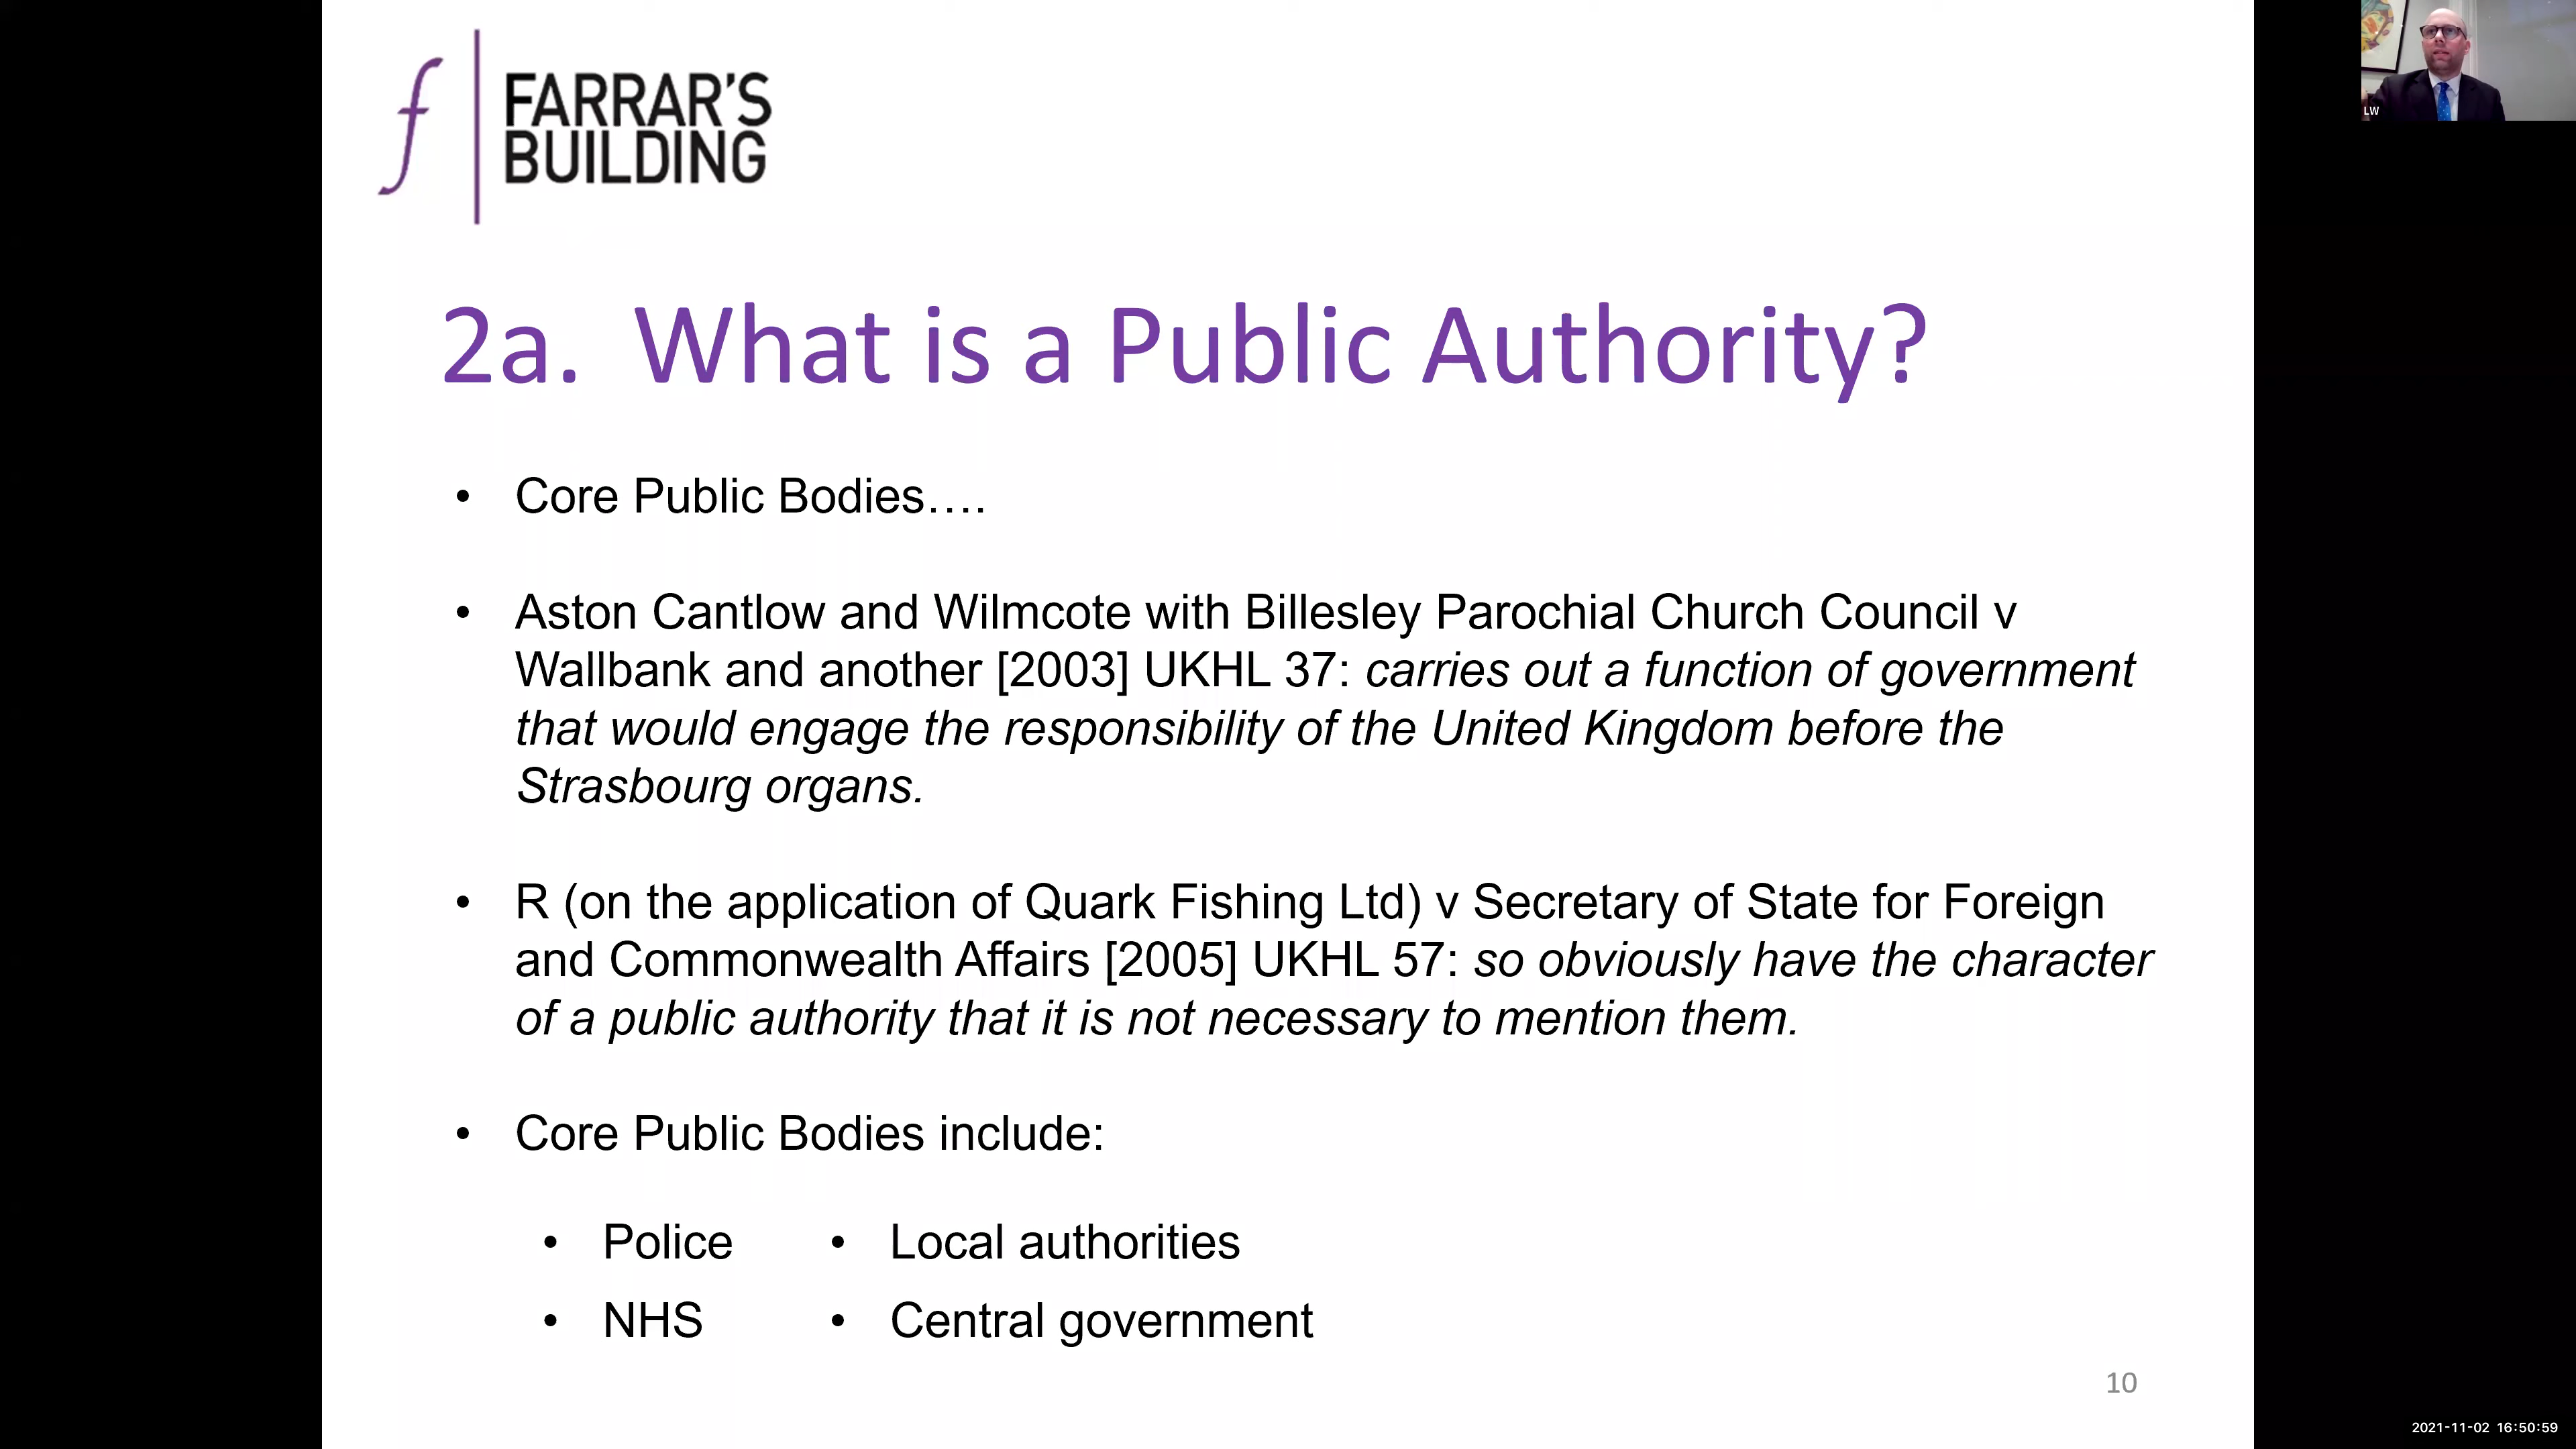 f
FARRAR'S
BUILDING
LW
2a. What is a Public Authority?
• Core Public Bodies....
• Aston Cantlow and Wilmcote with Billesley Parochial Church Council v
Wallbank and another [2003] UKHL 37: carries out a function of government
that would engage the responsibility of the United Kingdom before the
Strasbourg organs.
• R (on the application of Quark Fishing Ltd) v Secretary of State for Foreign
and Commonwealth Affairs [2005] UKHL 57: so obviously have the character
of a public authority that it is not necessary to mention them.
• Core Public Bodies include:
• Police • Local authorities
• NHS • Central government
10
2021-11-02 16:50:59